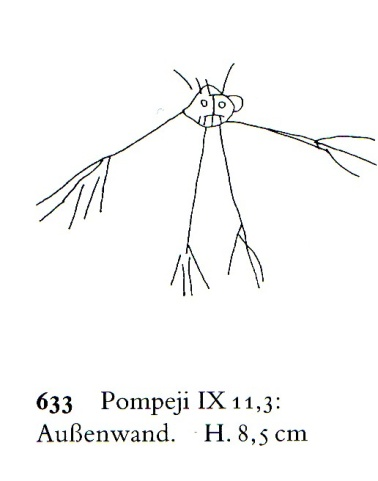 633 Pompeji IX 11,3:
Außenwand. H. 8,5 cm